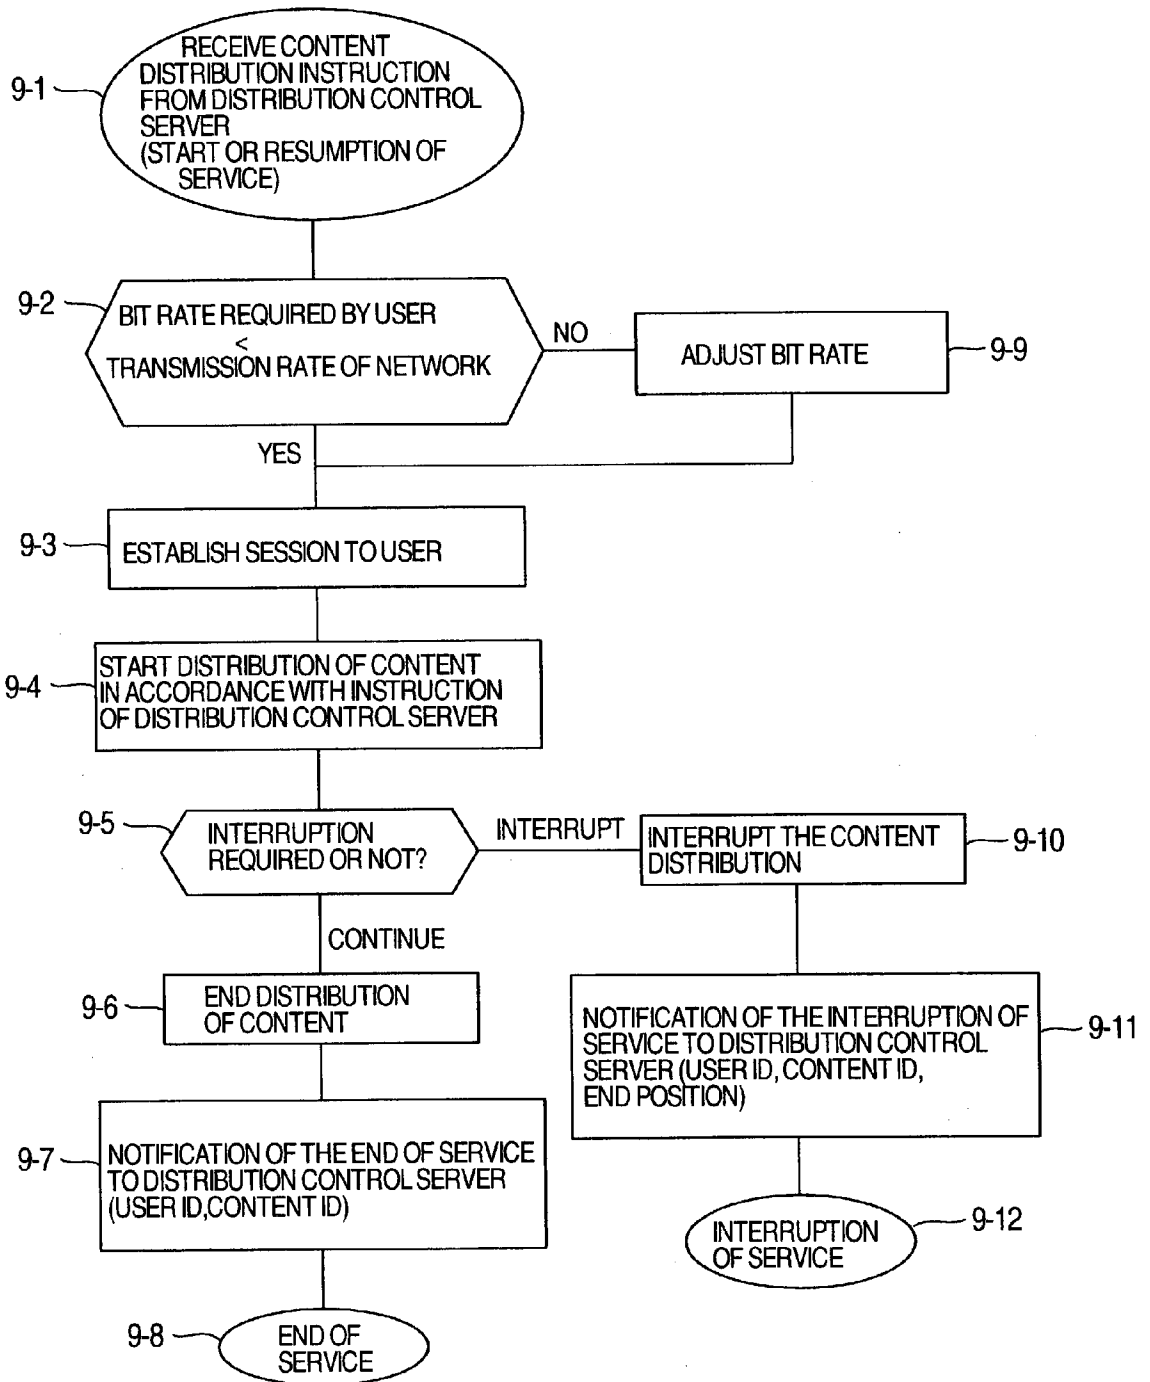 9-1
RECEIVE CONTENT
DISTRIBUTION INSTRUCTION
FROM DISTRIBUTION CONTROL
SERVER
(START OR RESUMPTION OF
SERVICE)
9-2
BIT RATE REQUIRED BY USER
<
TRANSMISSION RATE OF NETWORK
NO
ADJUST BIT RATE
9-9
YES
9-3
ESTABLISH SESSION TO USER
9-4
START DISTRIBUTION OF CONTENT
IN ACCORDANCE WITH INSTRUCTION
OF DISTRIBUTION CONTROL SERVER
9-5
INTERRUPTION
REQUIRED OR NOT?
INTERRUPT
INTERRUPT THE CONTENT
DISTRIBUTION
9-10
CONTINUE
9-6
END DISTRIBUTION
OF CONTENT
NOTIFICATION OF THE INTERRUPTION OF
SERVICE TO DISTRIBUTION CONTROL
SERVER (USER ID, CONTENT ID,
END POSITION)
9-11
9-7
NOTIFICATION OF THE END OF SERVICE
TO DISTRIBUTION CONTROL SERVER
(USER ID,CONTENT ID)
INTERRUPTION
OF SERVICE
9-12
9-8
END OF
SERVICE